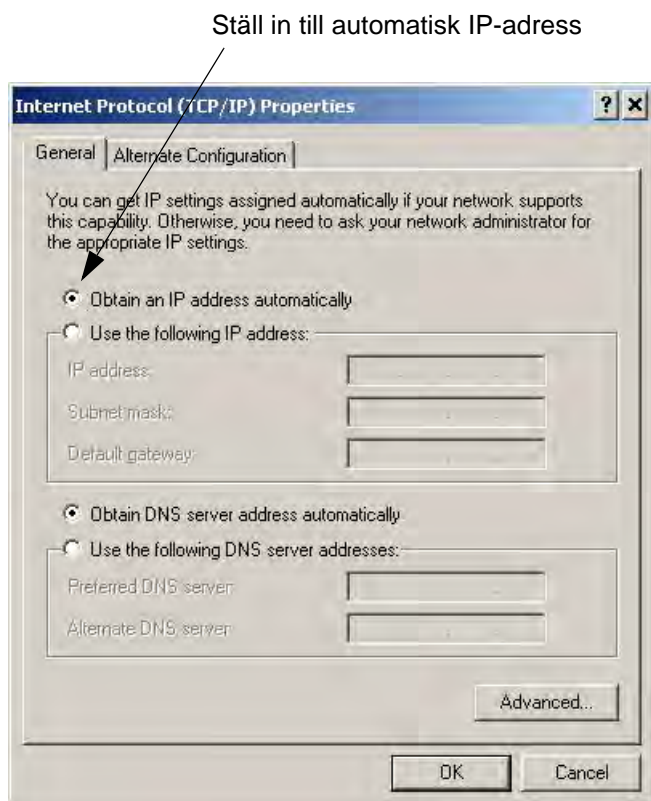 Ställ in till automatisk IP-adress
Internet Protocol (TCP/IP) Properties
General
Alternate Configuration
You can get IP settings assigned automatically if your network supports
this capability. Otherwise, you need to ask your network administrator for
the appropriate IP settings.
Obtain an IP address automatically
Use the following IP address:
IP address:
Subnet mask:
Default gateway:
Obtain DNS server address automatically
Use the following DNS server addresses:
Preferred DNS server:
Alternate DNS server:
Advanced...
OK
Cancel